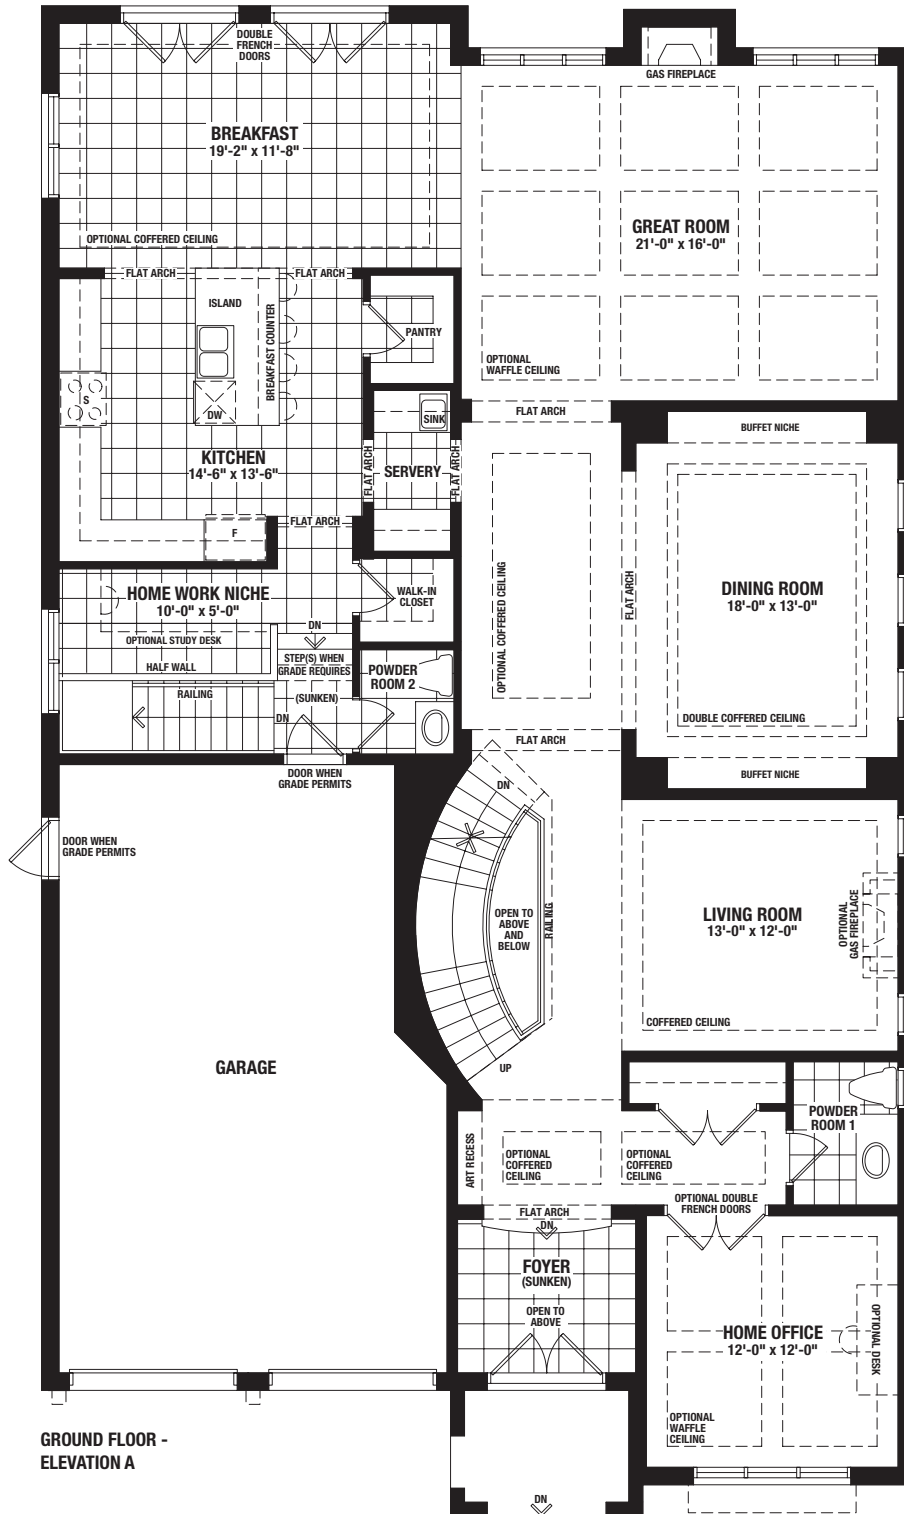 DOUBLE
FRENCH
DOORS
GAS FIREPLACE
BREAKFAST
19'-2" x 11'-8"
OPTIONAL COFFERED CEILING
GREAT ROOM
21'-0" x 16'-0"
OPTIONAL
WAFFLE CEILING
FLAT ARCH
FLAT ARCH
ISLAND
BREAKFAST COUNTER
PANTRY
S
DW
SINK
KITCHEN
14'-6" x 13'-6"
FLAT ARCH
SERVERY
FLAT ARCH
FLAT ARCH
F
FLAT ARCH
BUFFET NICHE
OPTIONAL COFFERED CEILING
FLAT ARCH
DINING ROOM
18'-0" x 13'-0"
DOUBLE COFFERED CEILING
BUFFET NICHE
HOME WORK NICHE
10'-0" x 5'-0"
WALK-IN
CLOSET
DN
OPTIONAL STUDY DESK
STEP(S) WHEN
GRADE REQUIRES
HALF WALL
POWDER
ROOM 2
RAILING
(SUNKEN)
DN
FLAT ARCH
DOOR WHEN
GRADE PERMITS
DN
DOOR WHEN
GRADE PERMITS
OPEN TO
ABOVE
AND
BELOW
RAILING
LIVING ROOM
13'-0" x 12'-0"
OPTIONAL
GAS FIREPLACE
COFFERED CEILING
UP
GARAGE
POWDER
ROOM 1
ART RECESS
OPTIONAL
COFFERED
CEILING
OPTIONAL
COFFERED
CEILING
OPTIONAL DOUBLE
FRENCH DOORS
FLAT ARCH
DN
FOYER
(SUNKEN)
OPEN TO
ABOVE
HOME OFFICE
12'-0" x 12'-0"
OPTIONAL DESK
OPTIONAL
WAFFLE
CEILING
DN
GROUND FLOOR -
ELEVATION A